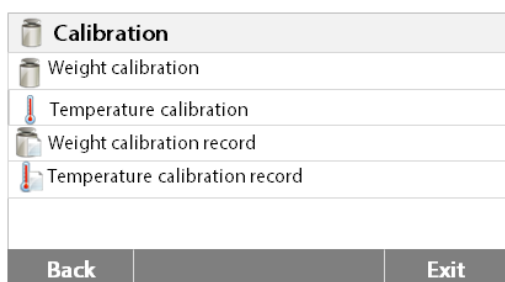 Calibration
Weight calibration
Temperature calibration
Weight calibration record
Temperature calibration record
Back Exit